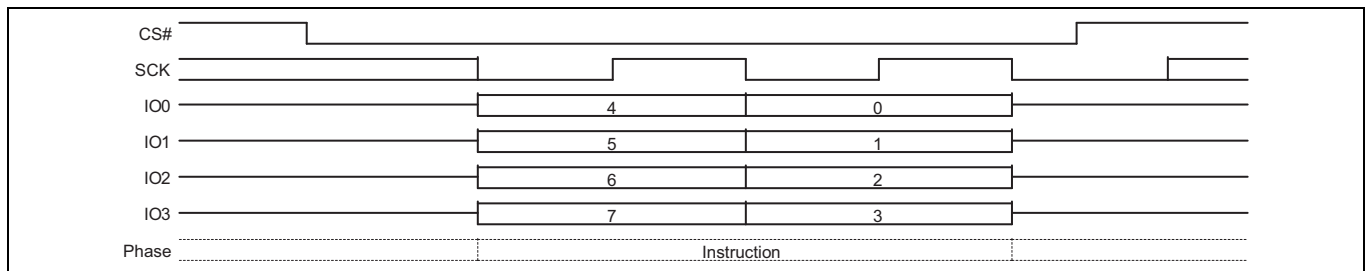 CS#
SCK
IO0 4 0
IO1 5 1
IO2 6 2
IO3 7 3
Phase Instruction